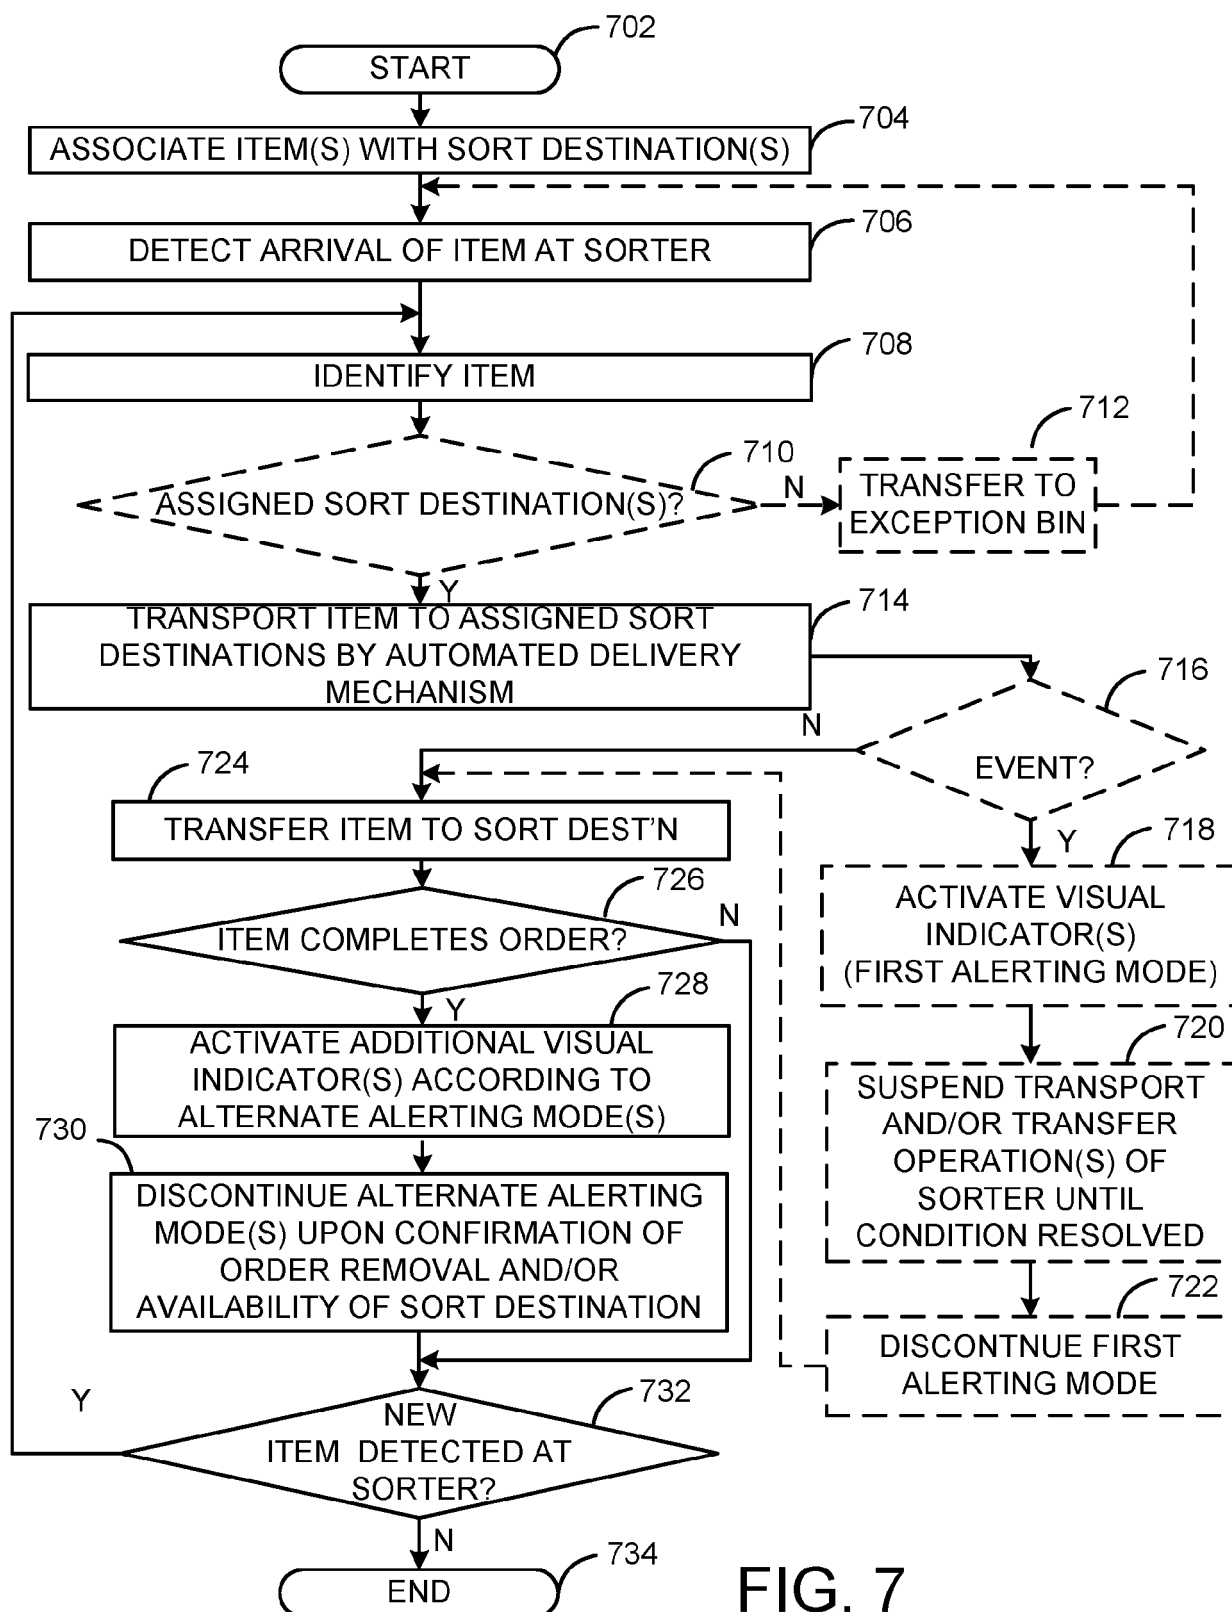 702
START
704
ASSOCIATE ITEM(S) WITH SORT DESTINATION(S)
706
DETECT ARRIVAL OF ITEM AT SORTER
708
IDENTIFY ITEM
710
ASSIGNED SORT DESTINATION(S)?
N
712
TRANSFER TO
EXCEPTION BIN
Y
714
TRANSPORT ITEM TO ASSIGNED SORT
DESTINATIONS BY AUTOMATED DELIVERY
MECHANISM
716
EVENT?
N
Y
718
ACTIVATE VISUAL
INDICATOR(S)
(FIRST ALERTING MODE)
720
SUSPEND TRANSPORT
AND/OR TRANSFER
OPERATION(S) OF
SORTER UNTIL
CONDITION RESOLVED
722
DISCONTNUE FIRST
ALERTING MODE
724
TRANSFER ITEM TO SORT DEST'N
726
ITEM COMPLETES ORDER?
N
Y
728
ACTIVATE ADDITIONAL VISUAL
INDICATOR(S) ACCORDING TO
ALTERNATE ALERTING MODE(S)
730
DISCONTINUE ALTERNATE ALERTING
MODE(S) UPON CONFIRMATION OF
ORDER REMOVAL AND/OR
AVAILABILITY OF SORT DESTINATION
732
NEW
ITEM DETECTED AT
SORTER?
Y
N
734
END
FIG. 7